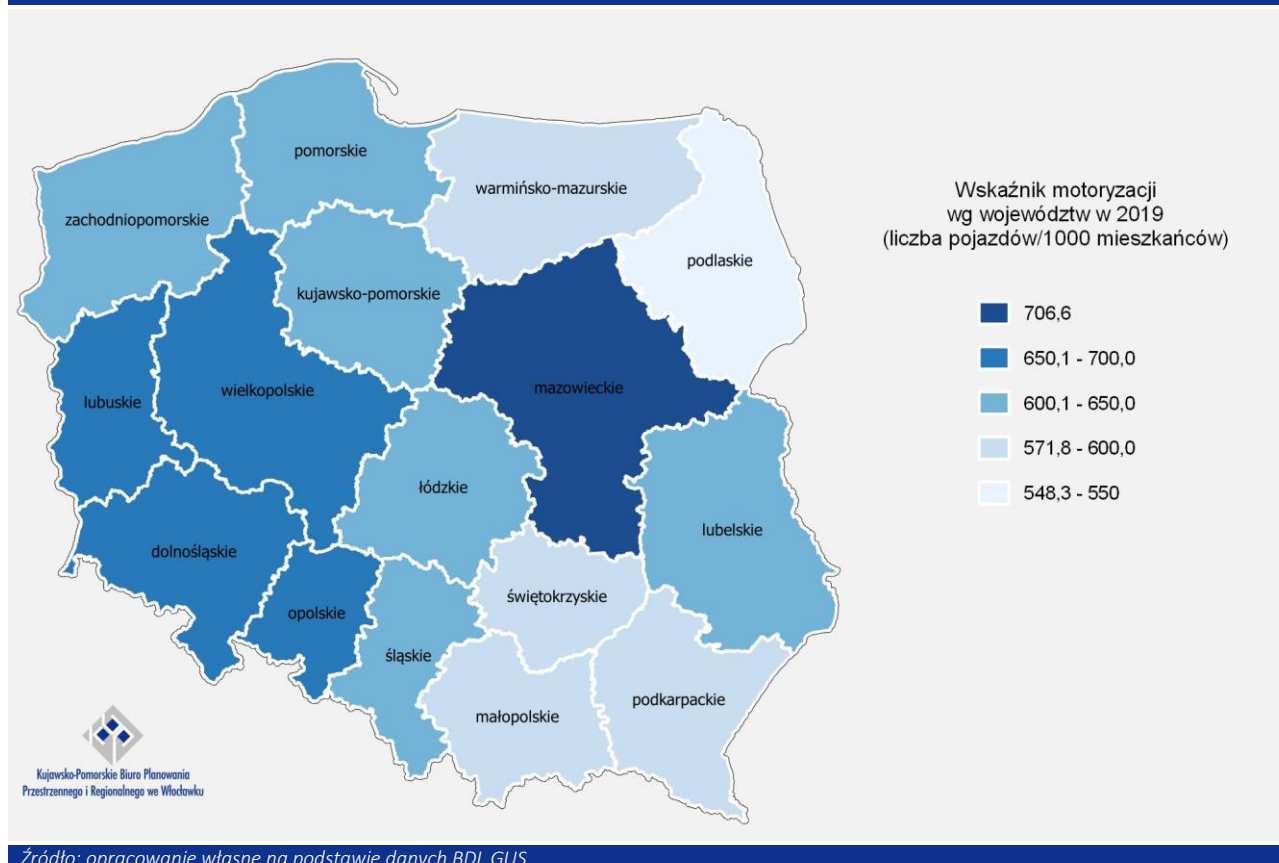 pomorskie
warmińsko-mazurskie
zachodniopomorskie
podlaskie
kujawsko-pomorskie
mazowieckie
wielkopolskie
lubuskie
łódzkie
lubelskie
dolnośląskie
świętokrzyskie
opolskie
śląskie
podkarpackie
małopolskie
Wskaźnik motoryzacji
wg województw w 2019
(liczba pojazdów/1000 mieszkańców)
706,6
650,1 - 700,0
600,1 - 650,0
571,8 - 600,0
548,3 - 550
Kujawsko-Pomorskie Biuro Planowania
Przestrzennego i Regionalnego we Włocławku
Źródło: opracowanie własne na podstawie danych BDL GUS